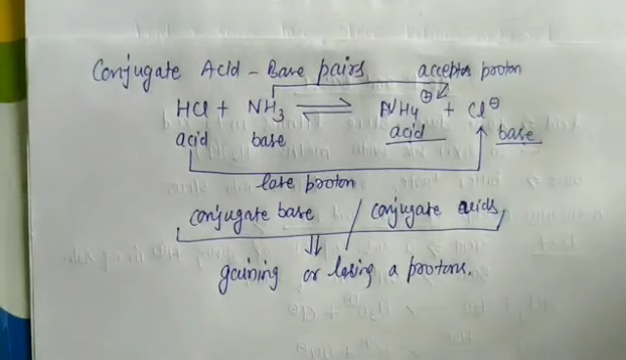 Conjugate Acid - Base pairs accepts proton
HCl + NH₃ ⇌ NH₄⊕ + Cl⊖
acid base acid base
lose proton
conjugate base / conjugate acids,
⇓
gaining or losing a protons.